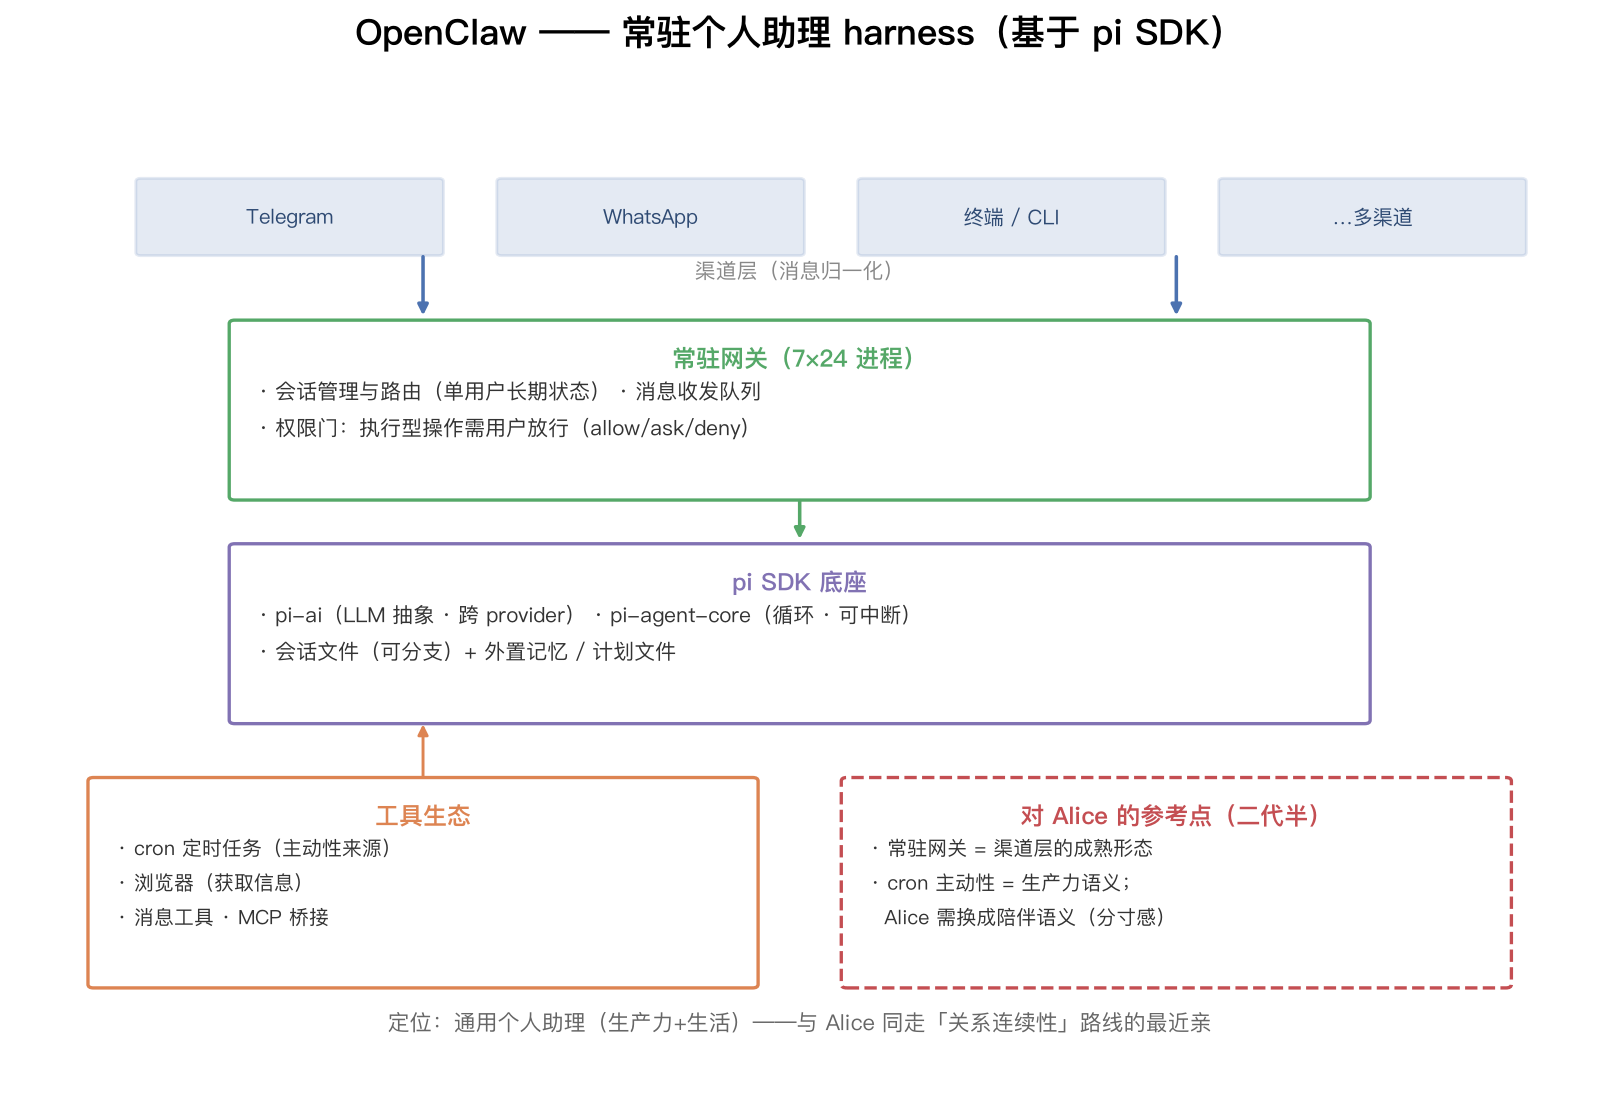 OpenClaw —— 常驻个人助理 harness（基于 pi SDK）
Telegram
WhatsApp
终端 / CLI
…多渠道
渠道层（消息归一化）
常驻网关（7×24 进程）
· 会话管理与路由（单用户长期状态） · 消息收发队列
· 权限门：执行型操作需用户放行（allow/ask/deny）
pi SDK 底座
· pi-ai（LLM 抽象 · 跨 provider） · pi-agent-core（循环 · 可中断）
· 会话文件（可分支）+ 外置记忆 / 计划文件
工具生态
· cron 定时任务（主动性来源）
· 浏览器（获取信息）
· 消息工具 · MCP 桥接
对 Alice 的参考点（二代半）
· 常驻网关 = 渠道层的成熟形态
· cron 主动性 = 生产力语义；
Alice 需换成陪伴语义（分寸感）
定位：通用个人助理（生产力+生活）——与 Alice 同走「关系连续性」路线的最近亲